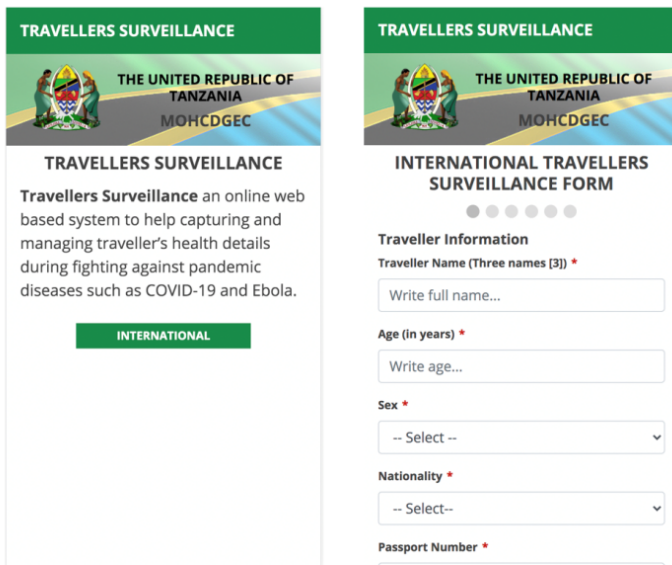 TRAVELLERS SURVEILLANCE
THE UNITED REPUBLIC OF
TANZANIA
MOHCDGEC
TRAVELLERS SURVEILLANCE
Travellers Surveillance an online web
based system to help capturing and
managing traveller’s health details
during fighting against pandemic
diseases such as COVID-19 and Ebola.
INTERNATIONAL
TRAVELLERS SURVEILLANCE
THE UNITED REPUBLIC OF
TANZANIA
MOHCDGEC
INTERNATIONAL TRAVELLERS
SURVEILLANCE FORM
Traveller Information
Traveller Name (Three names [3]) *
Write full name...
Age (in years) *
Write age...
Sex *
-- Select --
Nationality *
-- Select--
Passport Number *